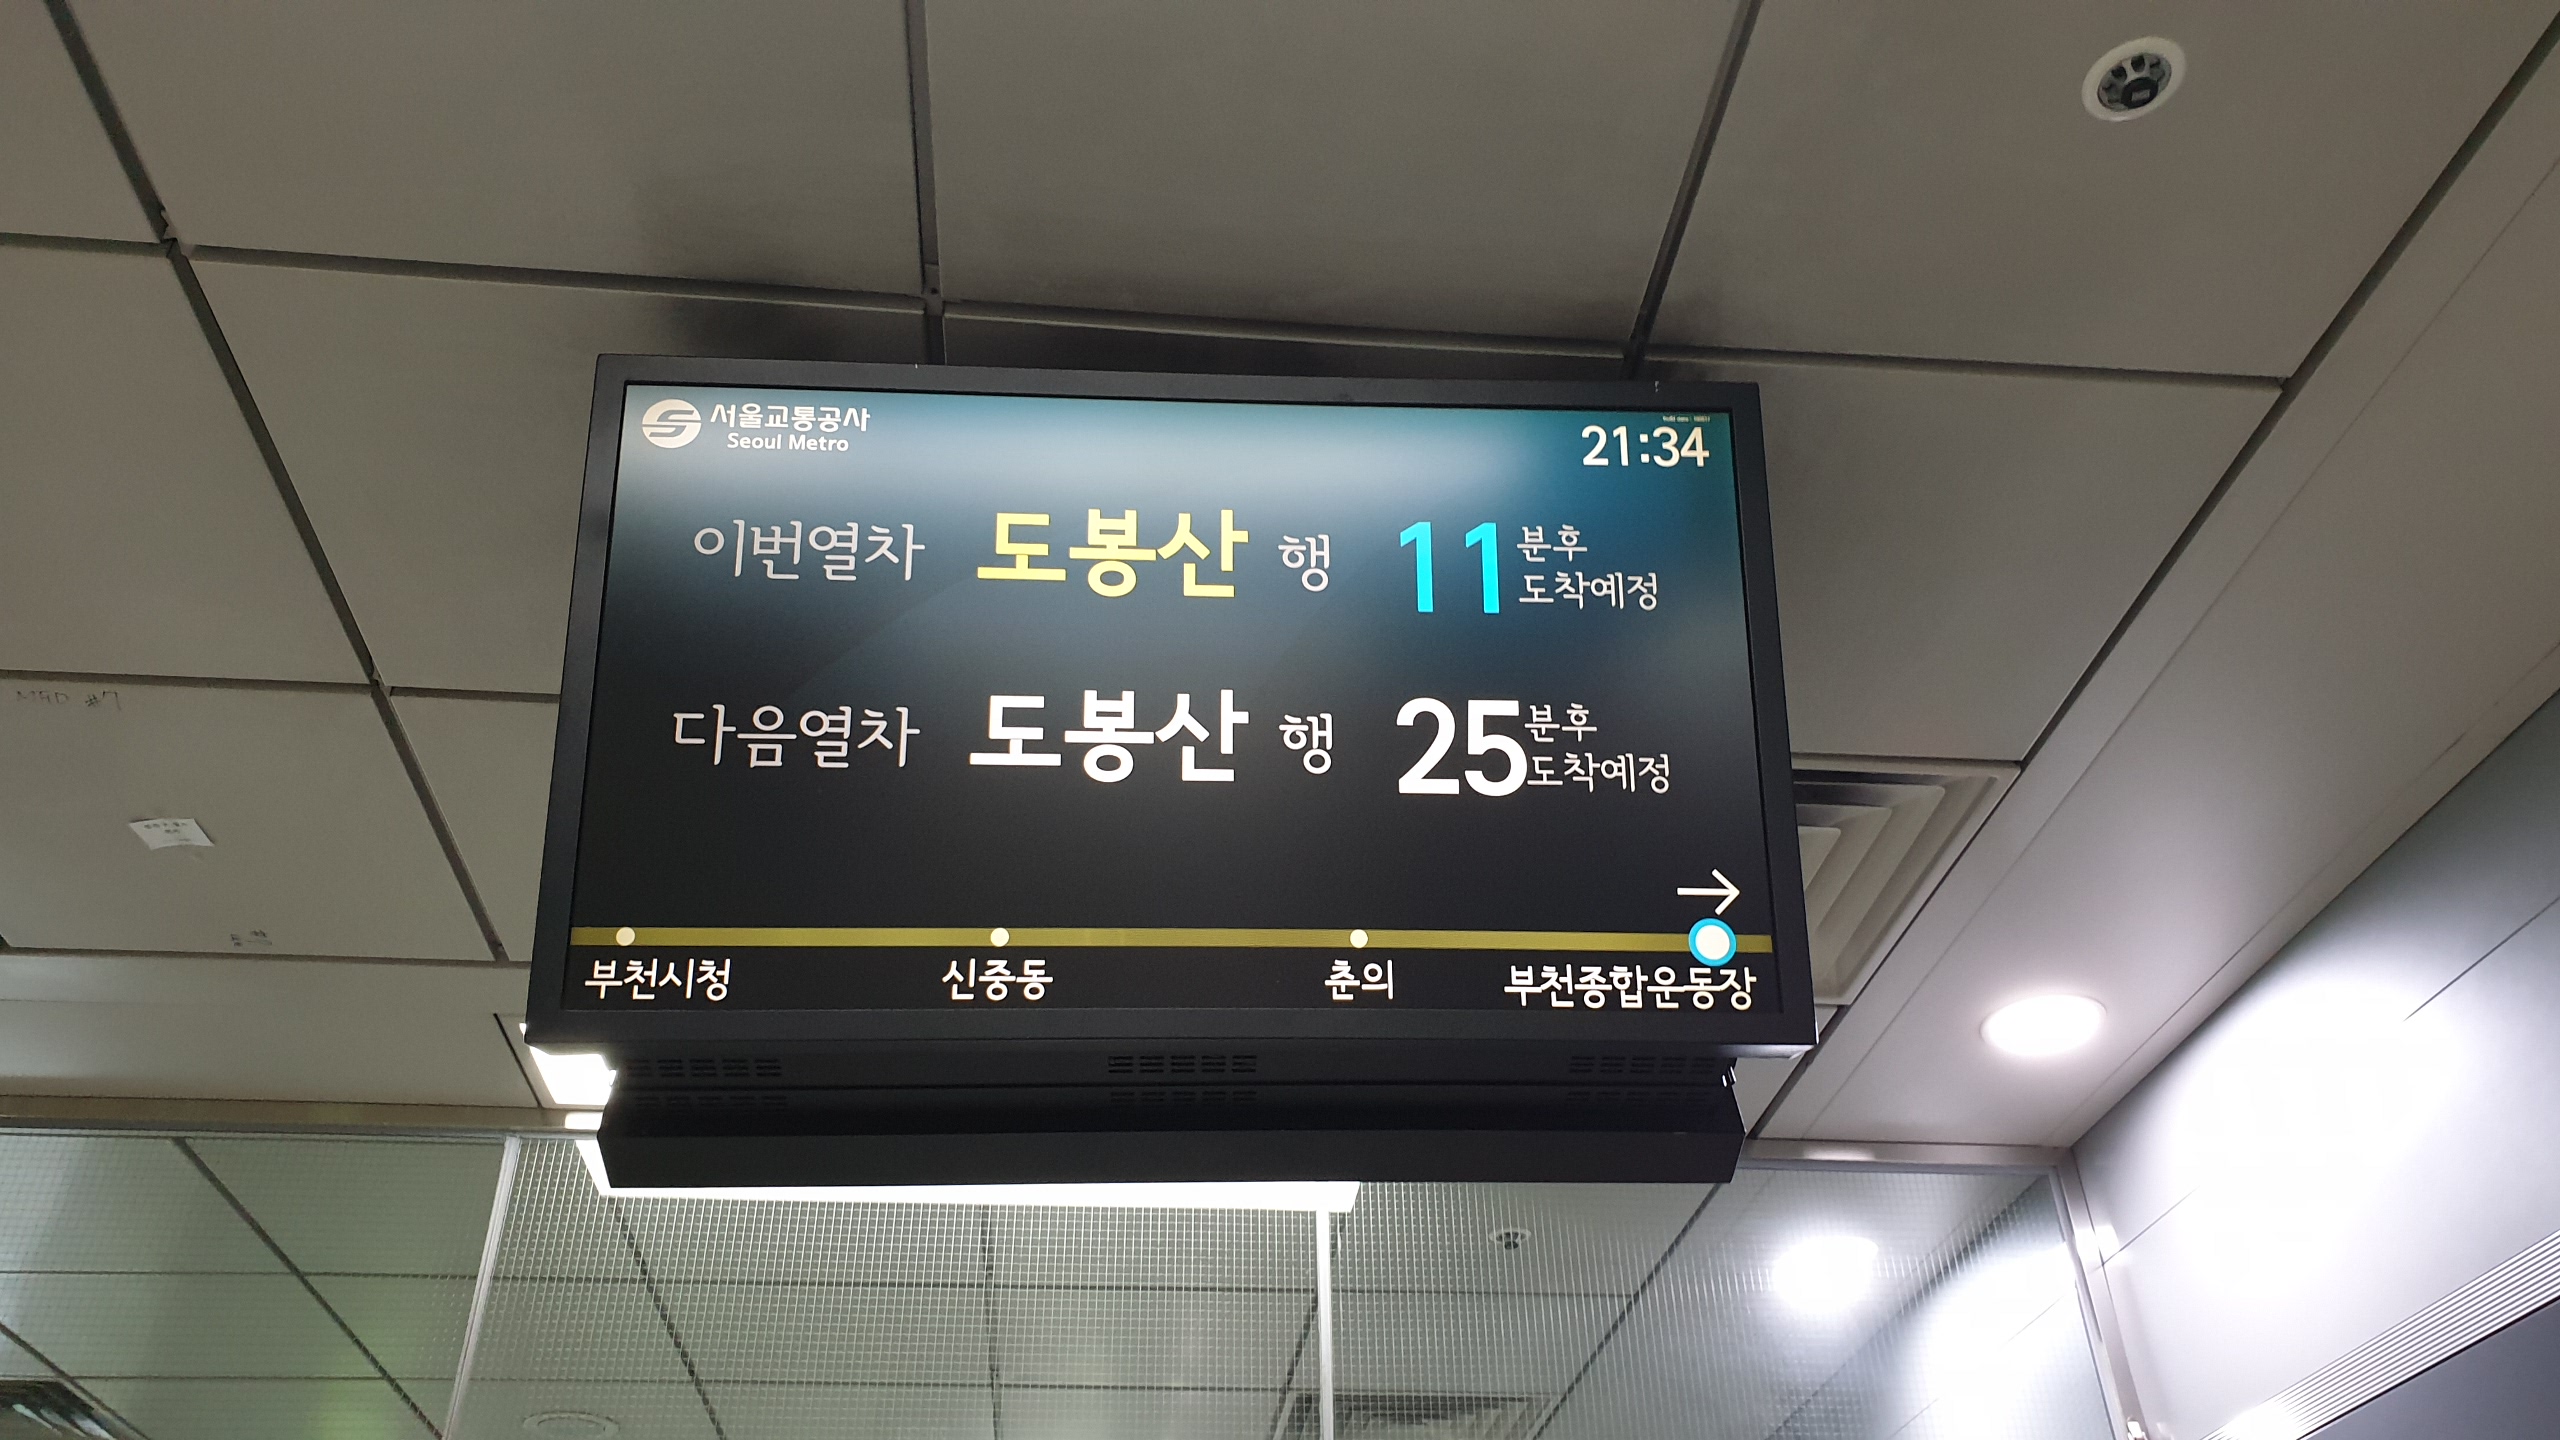 서울교통공사
Seoul Metro
21:34
이번열차 도봉산 행 11 분후 도착예정
다음열차 도봉산 행 25 분후 도착예정
→
부천시청 신중동 춘의 부천종합운동장